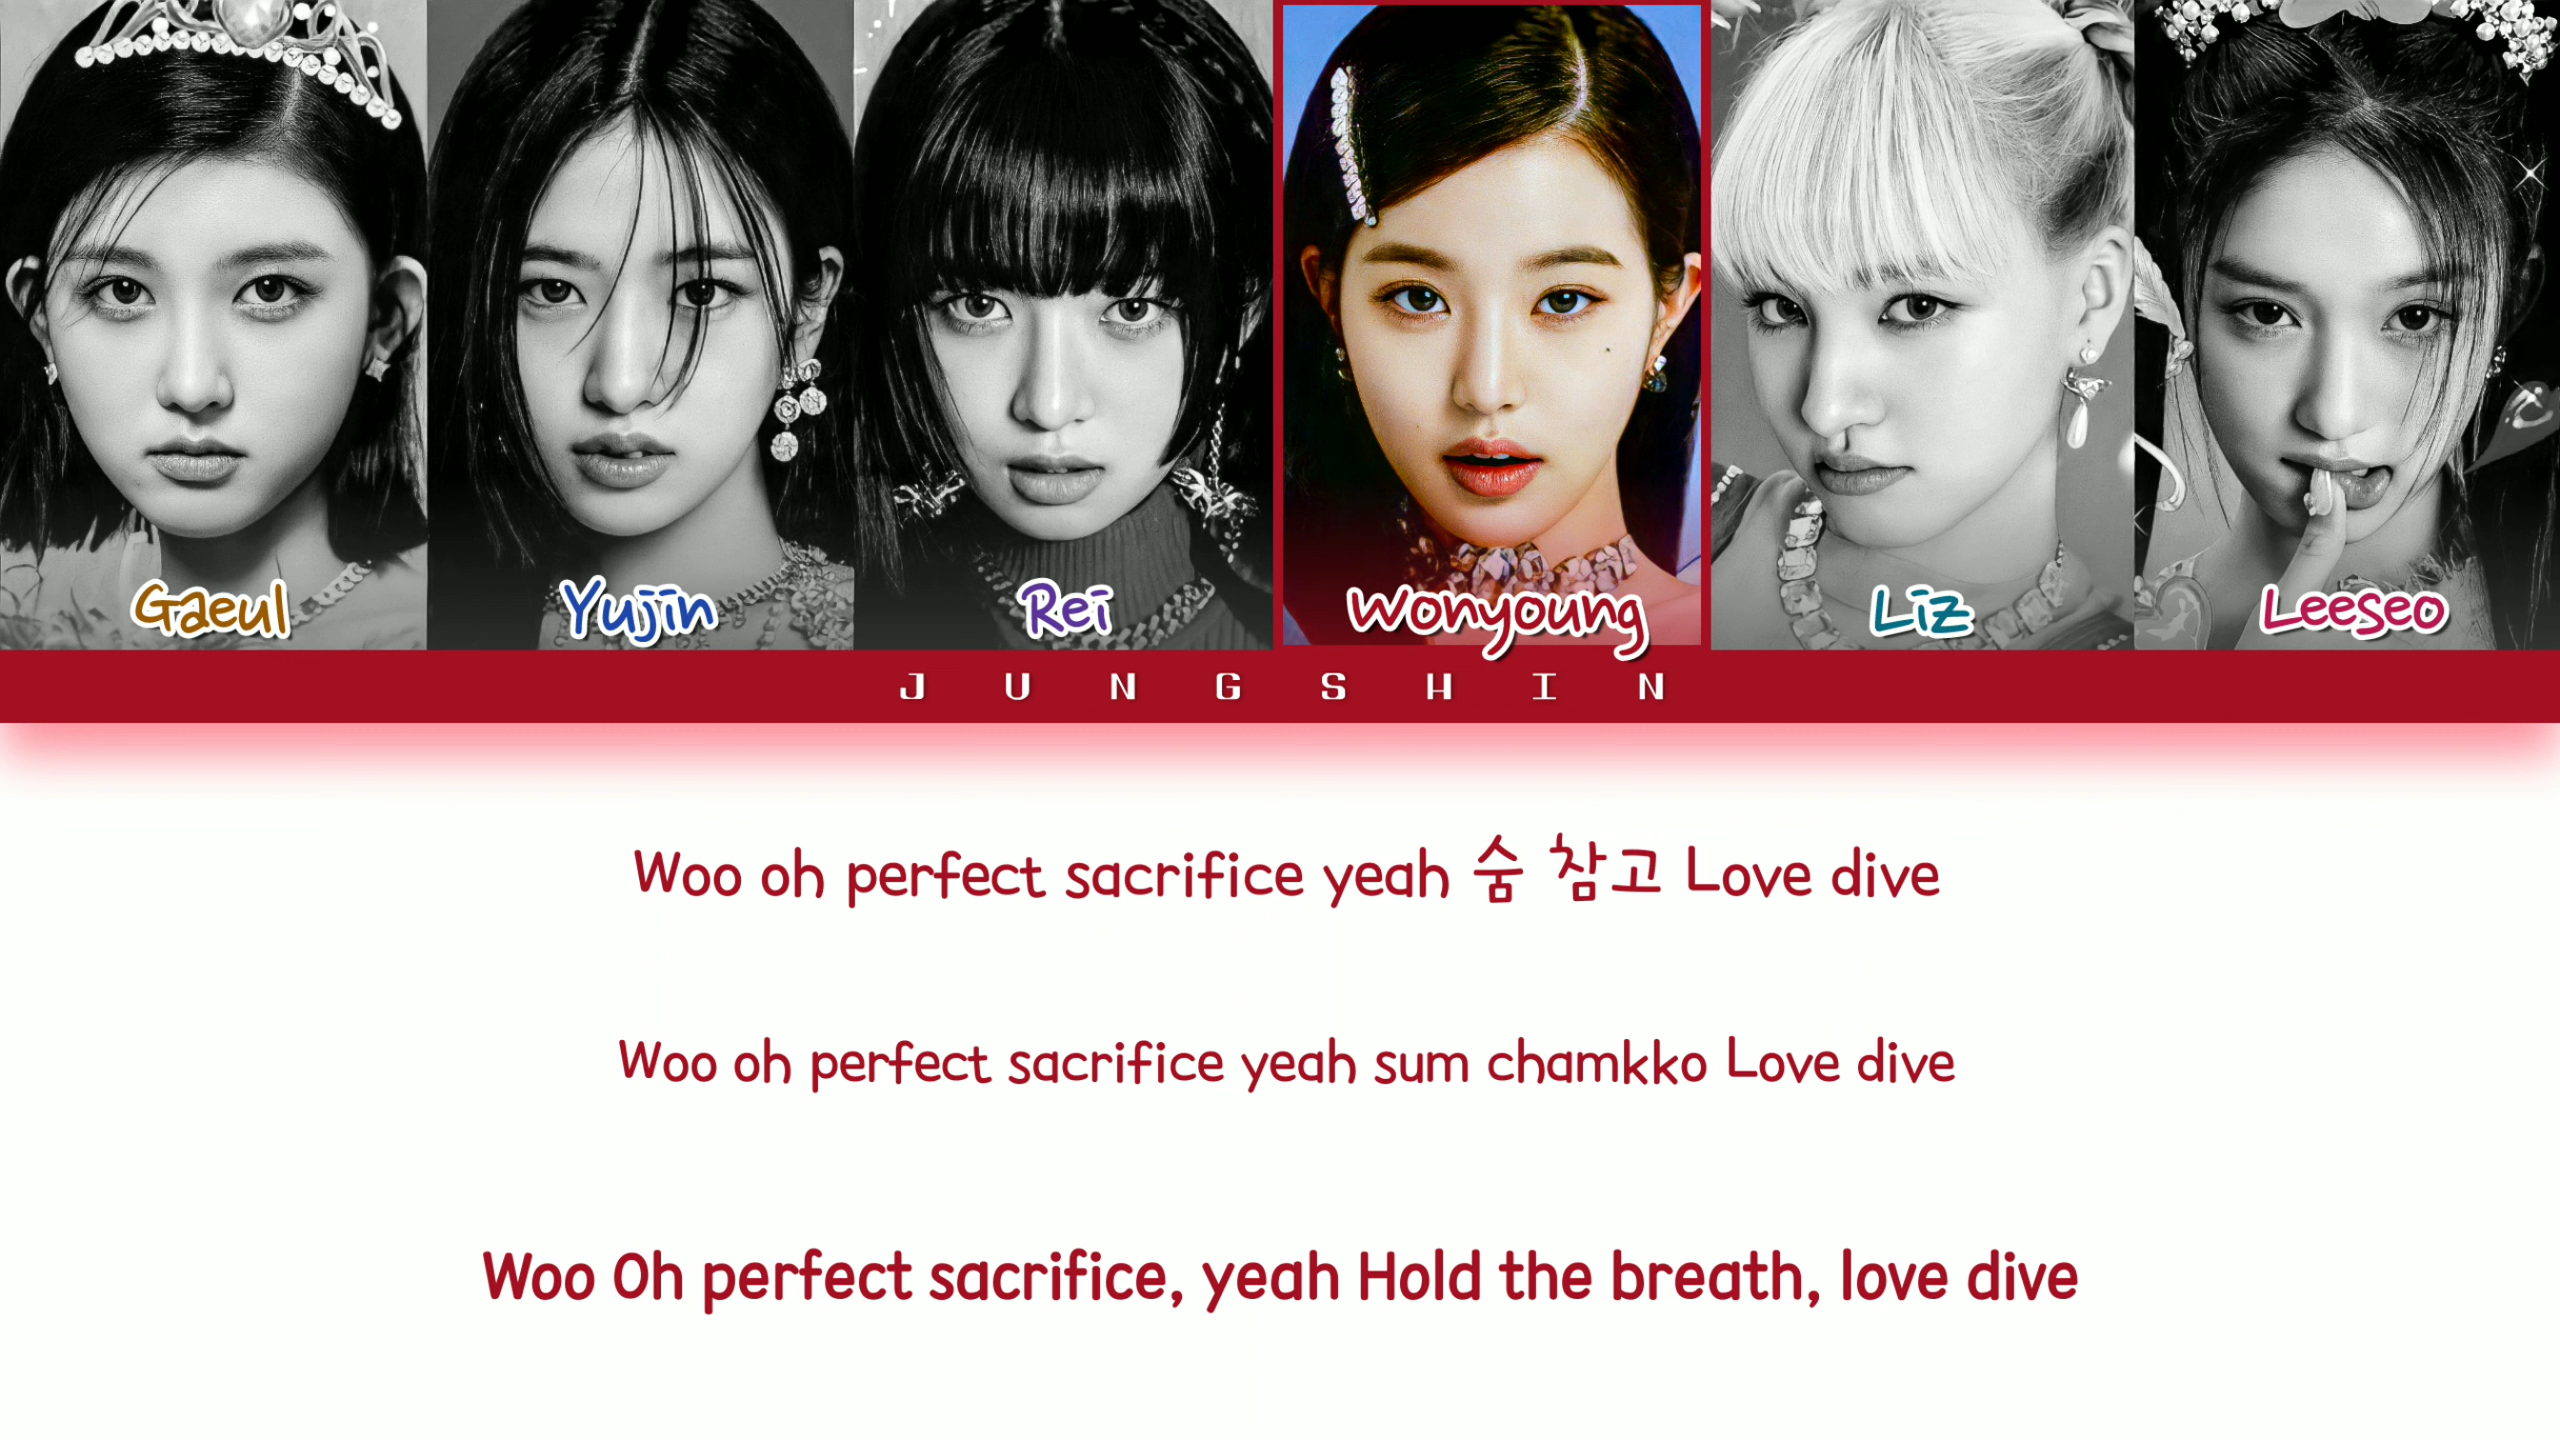 Gaeul Yujin Rei Wonyoung Liz Leeseo
JUNGSHIN
Woo oh perfect sacrifice yeah 숨 참고 Love dive
Woo oh perfect sacrifice yeah sum chamkko Love dive
Woo Oh perfect sacrifice, yeah Hold the breath, love dive